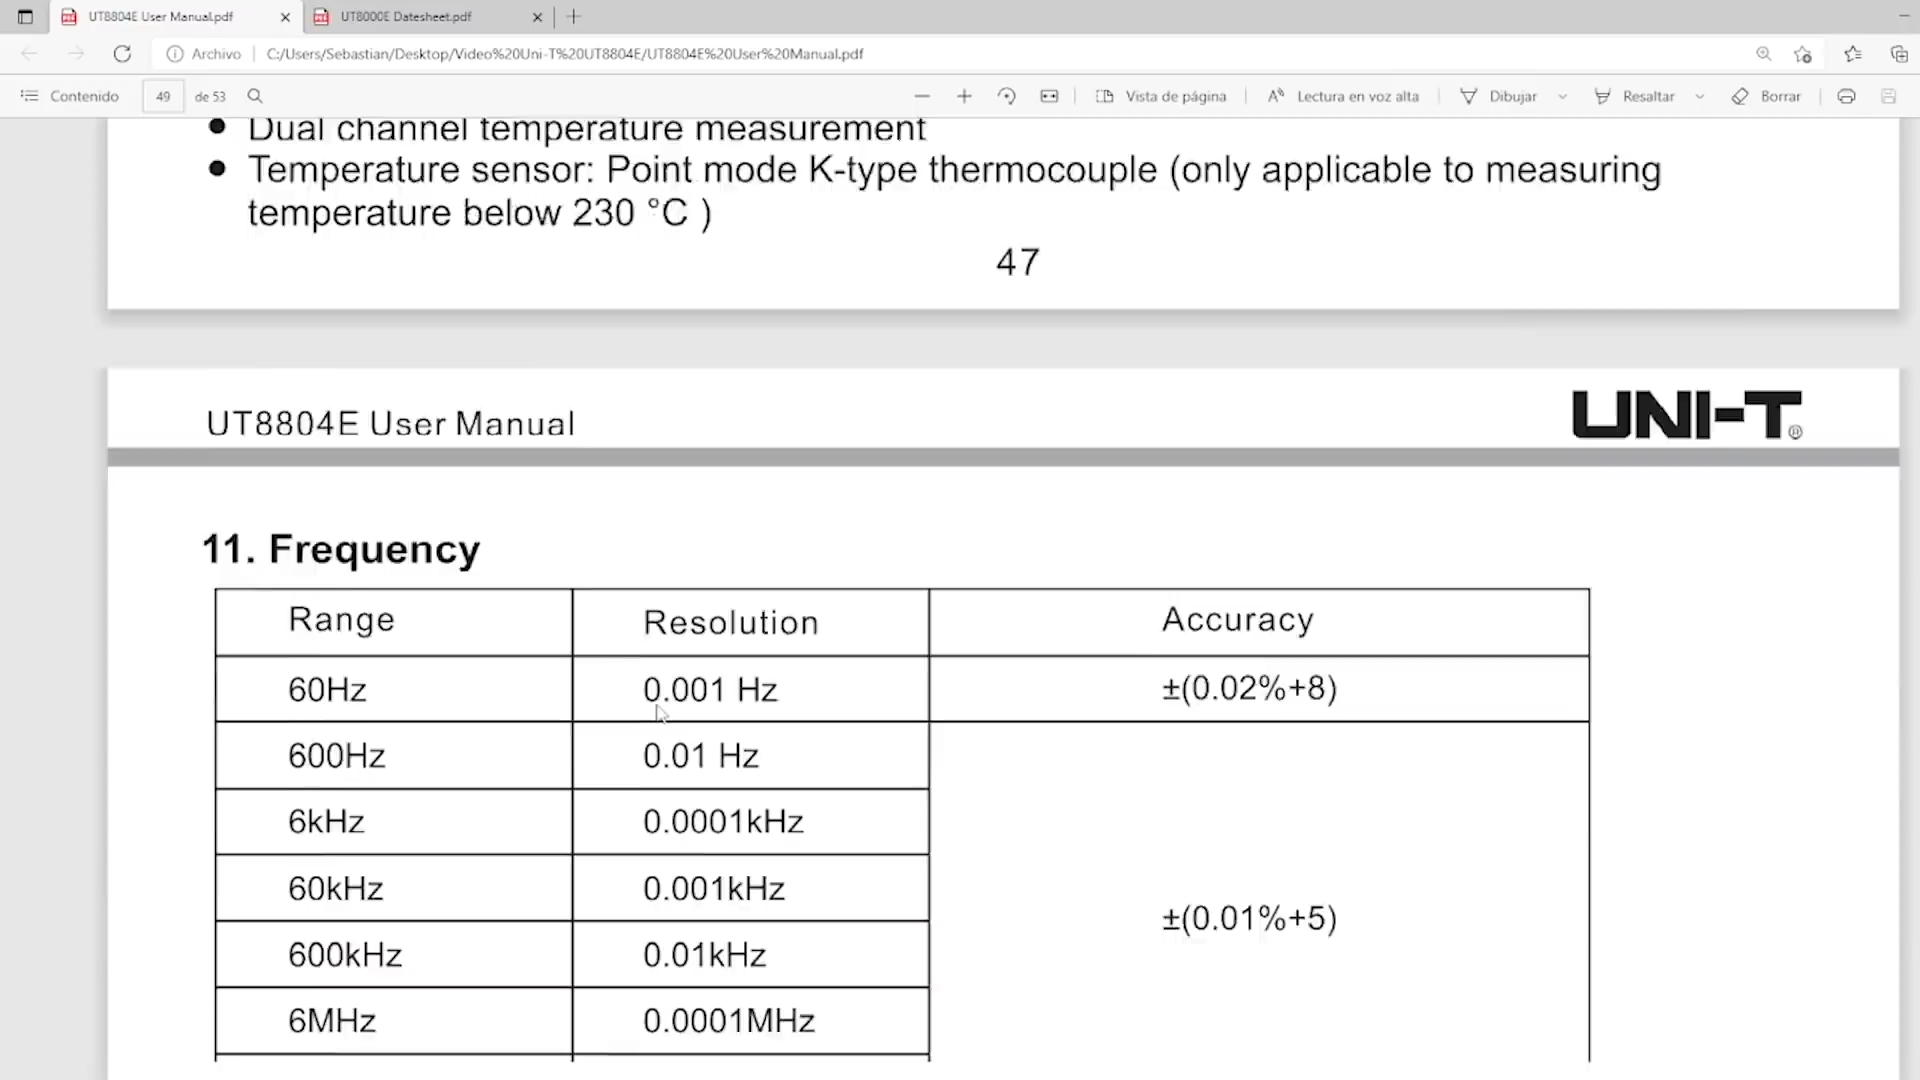 UT8804E User Manual.pdf
UT8000E Datesheet.pdf
Archivo
C:/Users/Sebastian/Desktop/Video%20Uni-T%20UT8804E/UT8804E%20User%20Manual.pdf
Contenido 49 de 53
Vista de página
Lectura en voz alta
Dibujar
Resaltar
Borrar
● Dual channel temperature measurement
● Temperature sensor: Point mode K-type thermocouple (only applicable to measuring
temperature below 230 °C )
47
UT8804E User Manual
UNI-T®
11. Frequency
Range Resolution Accuracy
60Hz 0.001 Hz ±(0.02%+8)
600Hz 0.01 Hz
6kHz 0.0001kHz
60kHz 0.001kHz
±(0.01%+5)
600kHz 0.01kHz
6MHz 0.0001MHz